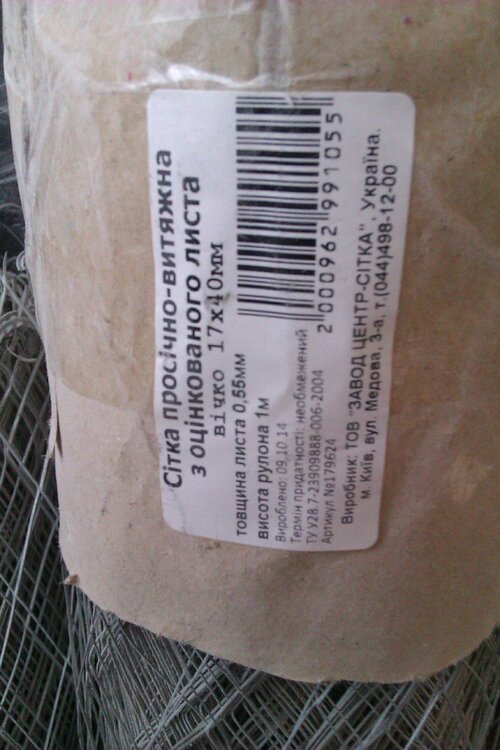 Сітка просічно-витяжна
з оцінкованого листа
вічко 17х40мм
товщина листа 0,55мм
висота рулона 1м
Вироблено: 09.10.14
Термін придатності: необмежений
ТУ У28.7-23909888-006-2004
Артикул №179624
2 000962 991055
Виробник: ТОВ "ЗАВОД ЦЕНТР-СІТКА", Україна.
м. Київ, вул. Медова, 3-а, т.(044)498-12-00